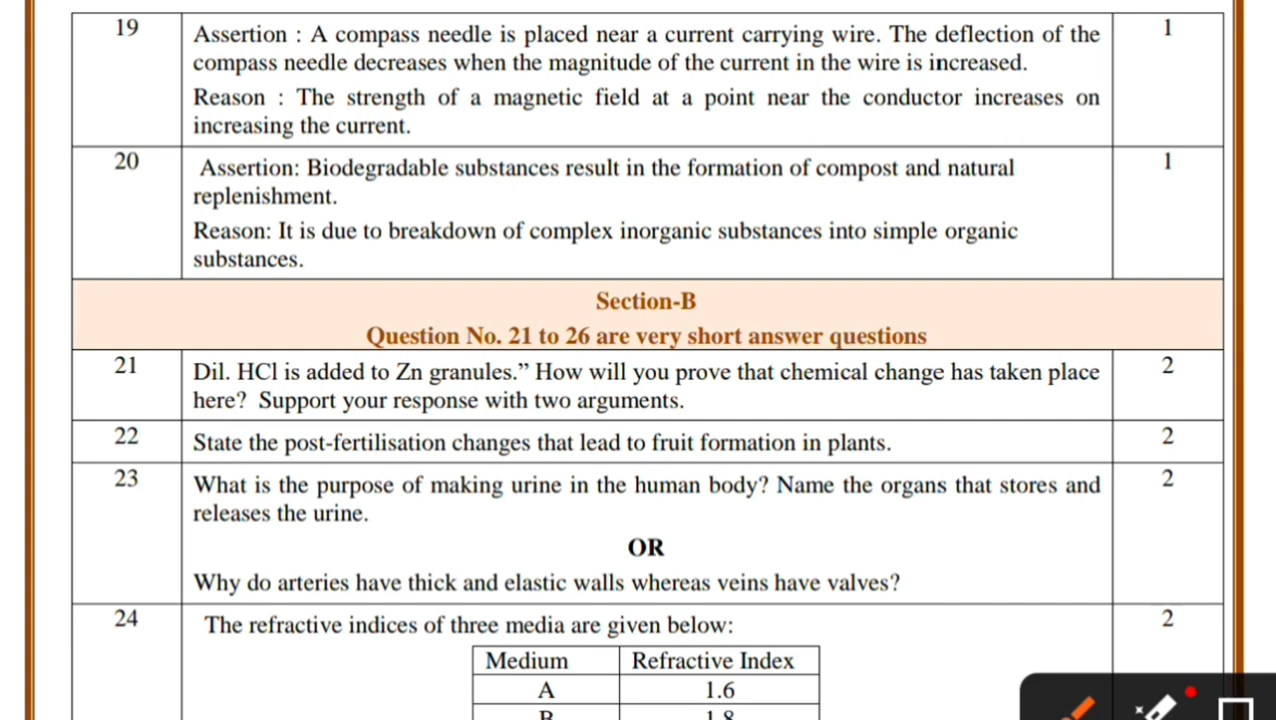 19
Assertion : A compass needle is placed near a current carrying wire. The deflection of the
compass needle decreases when the magnitude of the current in the wire is increased.
1
Reason : The strength of a magnetic field at a point near the conductor increases on
increasing the current.
20
Assertion: Biodegradable substances result in the formation of compost and natural
replenishment.
1
Reason: It is due to breakdown of complex inorganic substances into simple organic
substances.
Section-B
Question No. 21 to 26 are very short answer questions
21
Dil. HCl is added to Zn granules.” How will you prove that chemical change has taken place
here? Support your response with two arguments.
2
22
State the post-fertilisation changes that lead to fruit formation in plants.
2
23
What is the purpose of making urine in the human body? Name the organs that stores and
releases the urine.
2
OR
Why do arteries have thick and elastic walls whereas veins have valves?
24
The refractive indices of three media are given below:
2
Medium Refractive Index
A 1.6
B 1.8